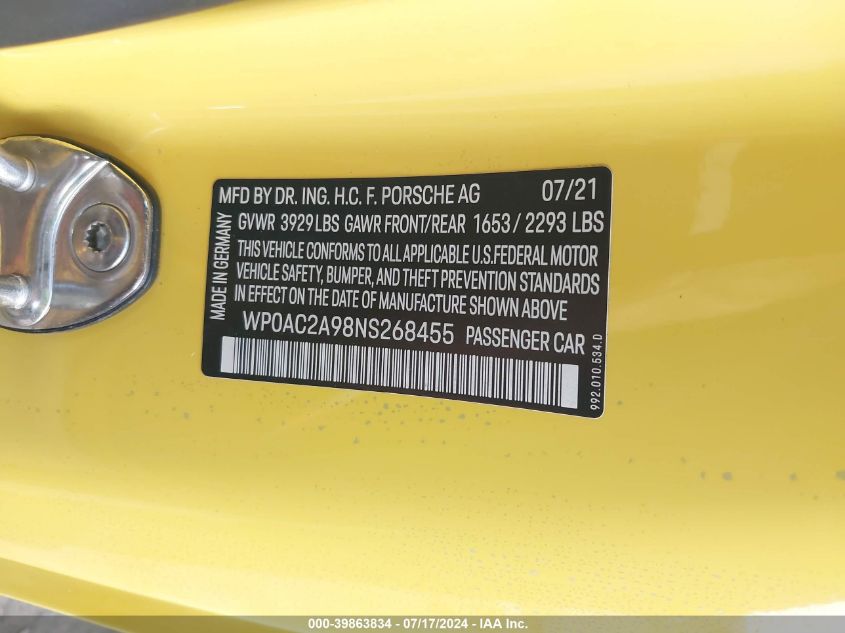 MFD BY DR. ING. H.C. F. PORSCHE AG 07/21
GVWR 3929 LBS GAWR FRONT/REAR 1653 / 2293 LBS
THIS VEHICLE CONFORMS TO ALL APPLICABLE U.S.FEDERAL MOTOR
VEHICLE SAFETY, BUMPER, AND THEFT PREVENTION STANDARDS
IN EFFECT ON THE DATE OF MANUFACTURE SHOWN ABOVE
WP0AC2A98NS268455 PASSENGER CAR
MADE IN GERMANY
992.010.534.D
000-39863834 / 07/17/2024 - IAA Inc.